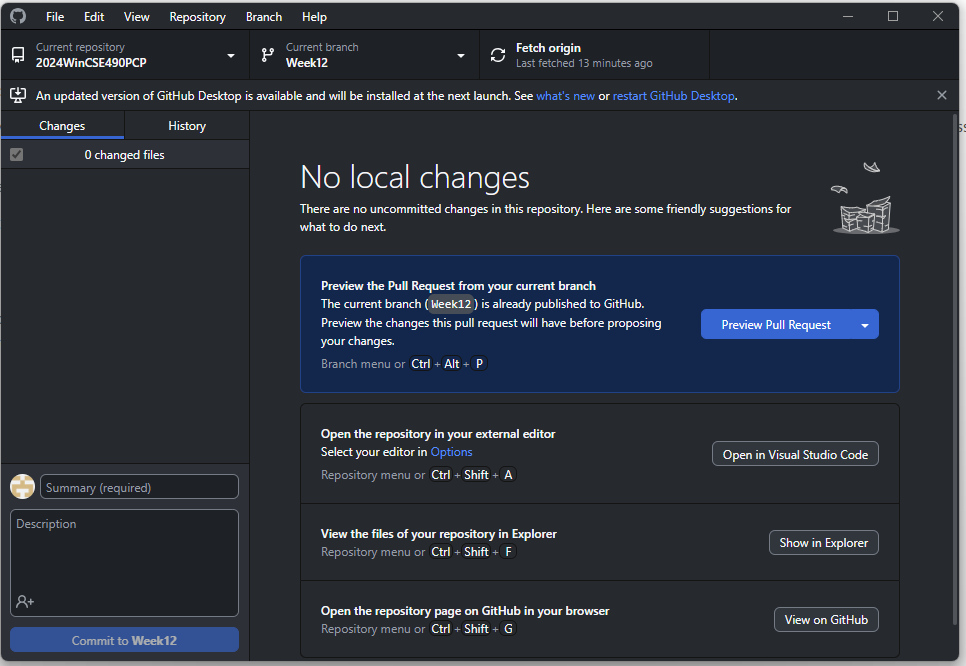 File Edit View Repository Branch Help
Current repository
2024WinCSE490PCP
Current branch
Week12
Fetch origin
Last fetched 13 minutes ago
An updated version of GitHub Desktop is available and will be installed at the next launch. See what's new or restart GitHub Desktop.
Changes History
0 changed files
No local changes
There are no uncommitted changes in this repository. Here are some friendly suggestions for
what to do next.
Preview the Pull Request from your current branch
The current branch (Week12) is already published to GitHub.
Preview the changes this pull request will have before proposing
your changes.
Branch menu or Ctrl + Alt + P
Preview Pull Request
Open the repository in your external editor
Select your editor in Options
Repository menu or Ctrl + Shift + A
Open in Visual Studio Code
View the files of your repository in Explorer
Repository menu or Ctrl + Shift + F
Show in Explorer
Open the repository page on GitHub in your browser
Repository menu or Ctrl + Shift + G
View on GitHub
Summary (required)
Description
Commit to Week12